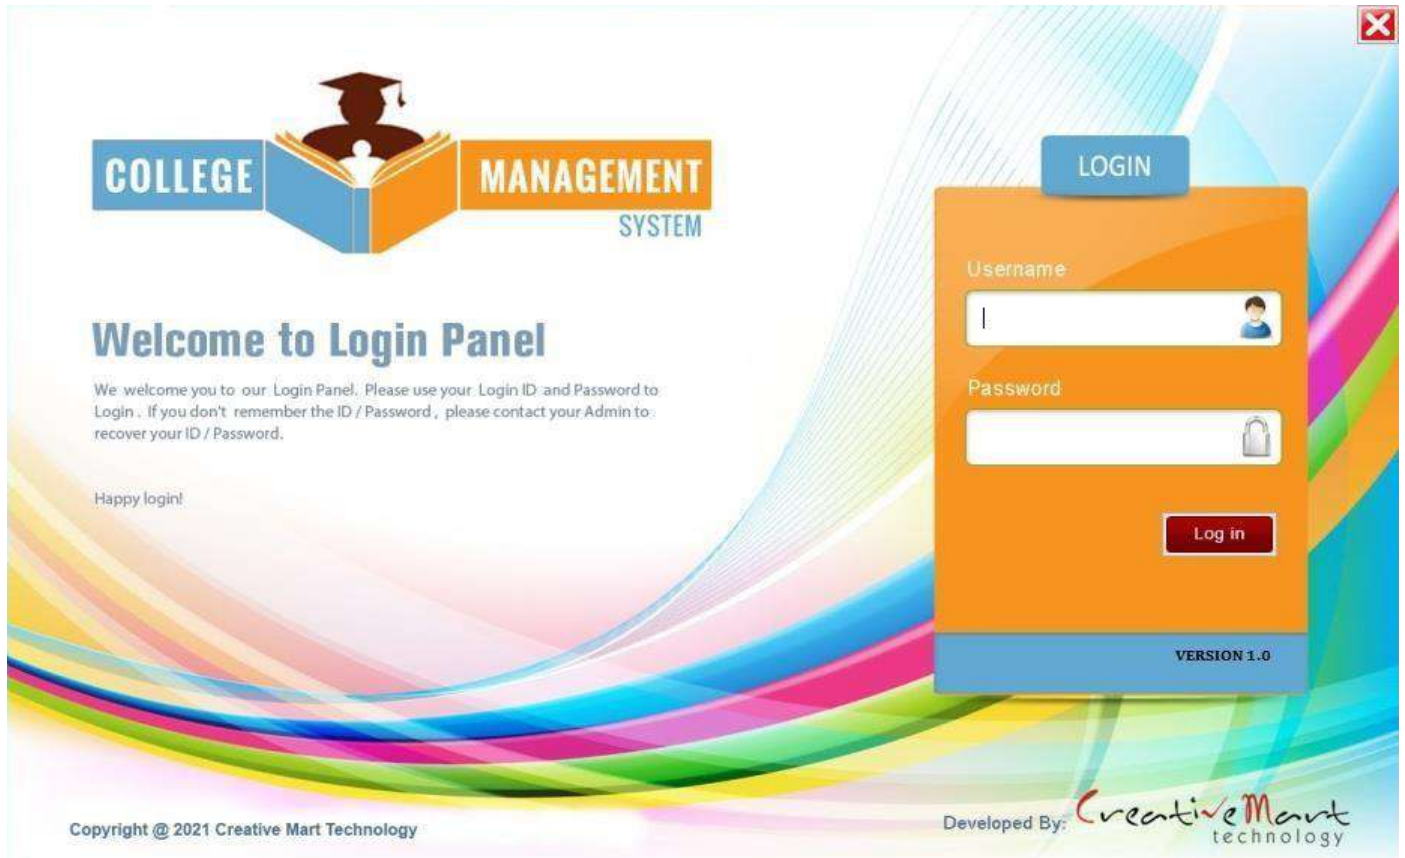 COLLEGE MANAGEMENT
SYSTEM
Welcome to Login Panel
We welcome you to our Login Panel. Please use your Login ID and Password to
Login . If you don't remember the ID / Password , please contact your Admin to
recover your ID / Password.
Happy login!
LOGIN
Username
Password
Log in
VERSION 1.0
Copyright @ 2021 Creative Mart Technology
Developed By: CreativeMart
technology